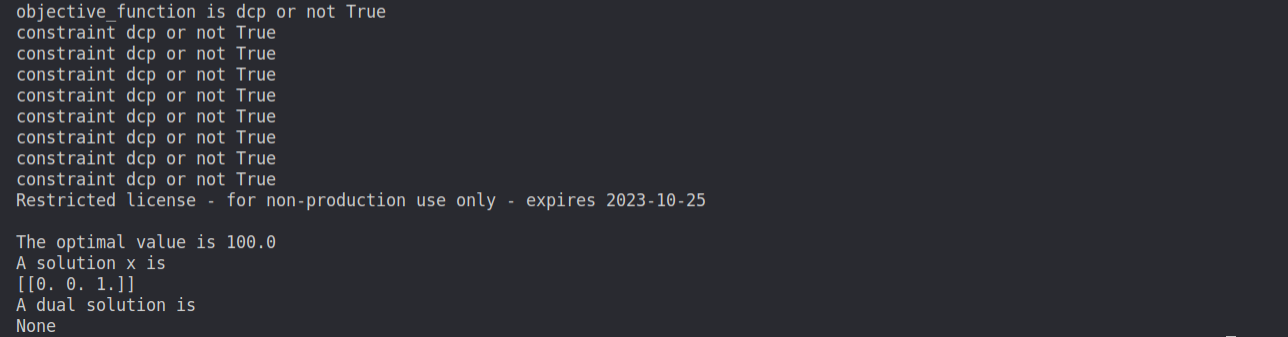 objective_function is dcp or not True
constraint dcp or not True
constraint dcp or not True
constraint dcp or not True
constraint dcp or not True
constraint dcp or not True
constraint dcp or not True
constraint dcp or not True
constraint dcp or not True
Restricted license - for non-production use only - expires 2023-10-25
The optimal value is 100.0
A solution x is
[[0. 0. 1.]]
A dual solution is
None